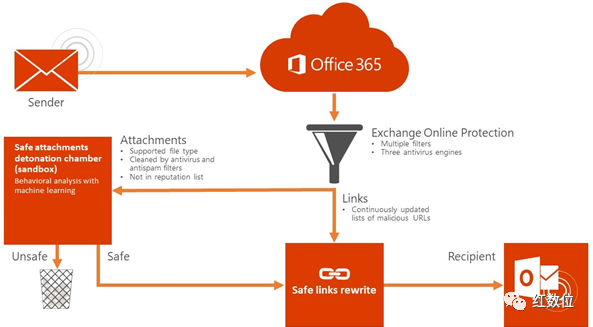 Office 365
Sender
Exchange Online Protection
• Multiple filters
• Three antivirus engines
Attachments
• Supported file type
• Cleaned by antivirus and
antispam filters
• Not in reputation list
Safe attachments
detonation chamber
(sandbox)
Behavioral analysis with
machine learning
Links
• Continuously updated
lists of malicious URLs
Unsafe
Safe
Safe links rewrite
Recipient
O
红数位